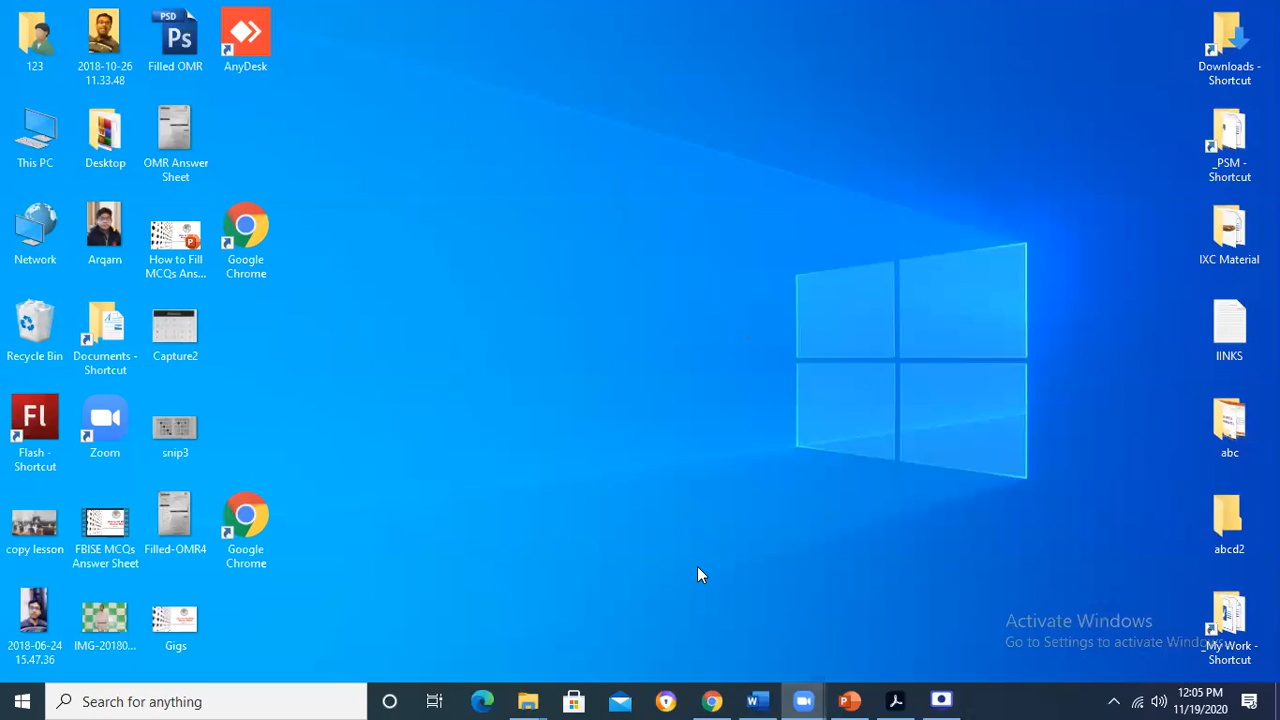 123
2018-10-26
11.33.48
PSD
Ps
Filled OMR
AnyDesk
This PC
Desktop
OMR Answer
Sheet
Network
Arqam
How to Fill
MCQs Ans...
Google
Chrome
Recycle Bin
Documents -
Shortcut
Capture2
Fl
Flash -
Shortcut
Zoom
snip3
copy lesson
FBISE MCQs
Answer Sheet
Filled-OMR4
Google
Chrome
2018-06-24
15.47.36
IMG-20180...
Gigs
Downloads -
Shortcut
_PSM -
Shortcut
IXC Material
lINKS
abc
abcd2
_My Work -
Shortcut
Activate Windows
Go to Settings to activate Windows.
Search for anything
12:05 PM
11/19/2020